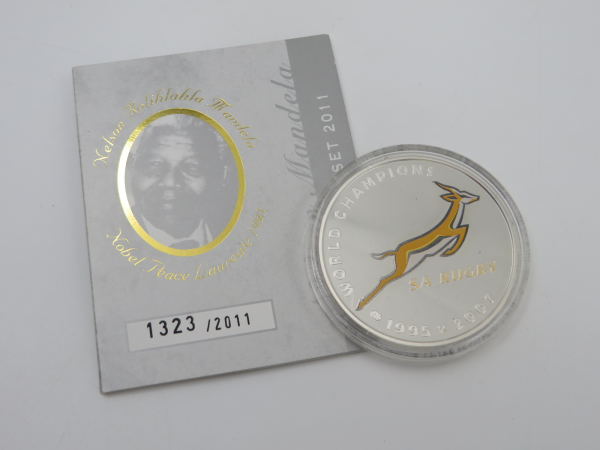 Nelson Rolihlahla Mandela
Nobel Peace Laureate 1993
1323 /2011
Mandela
SET 2011
WORLD CHAMPIONS
SA RUGBY
1995 2007